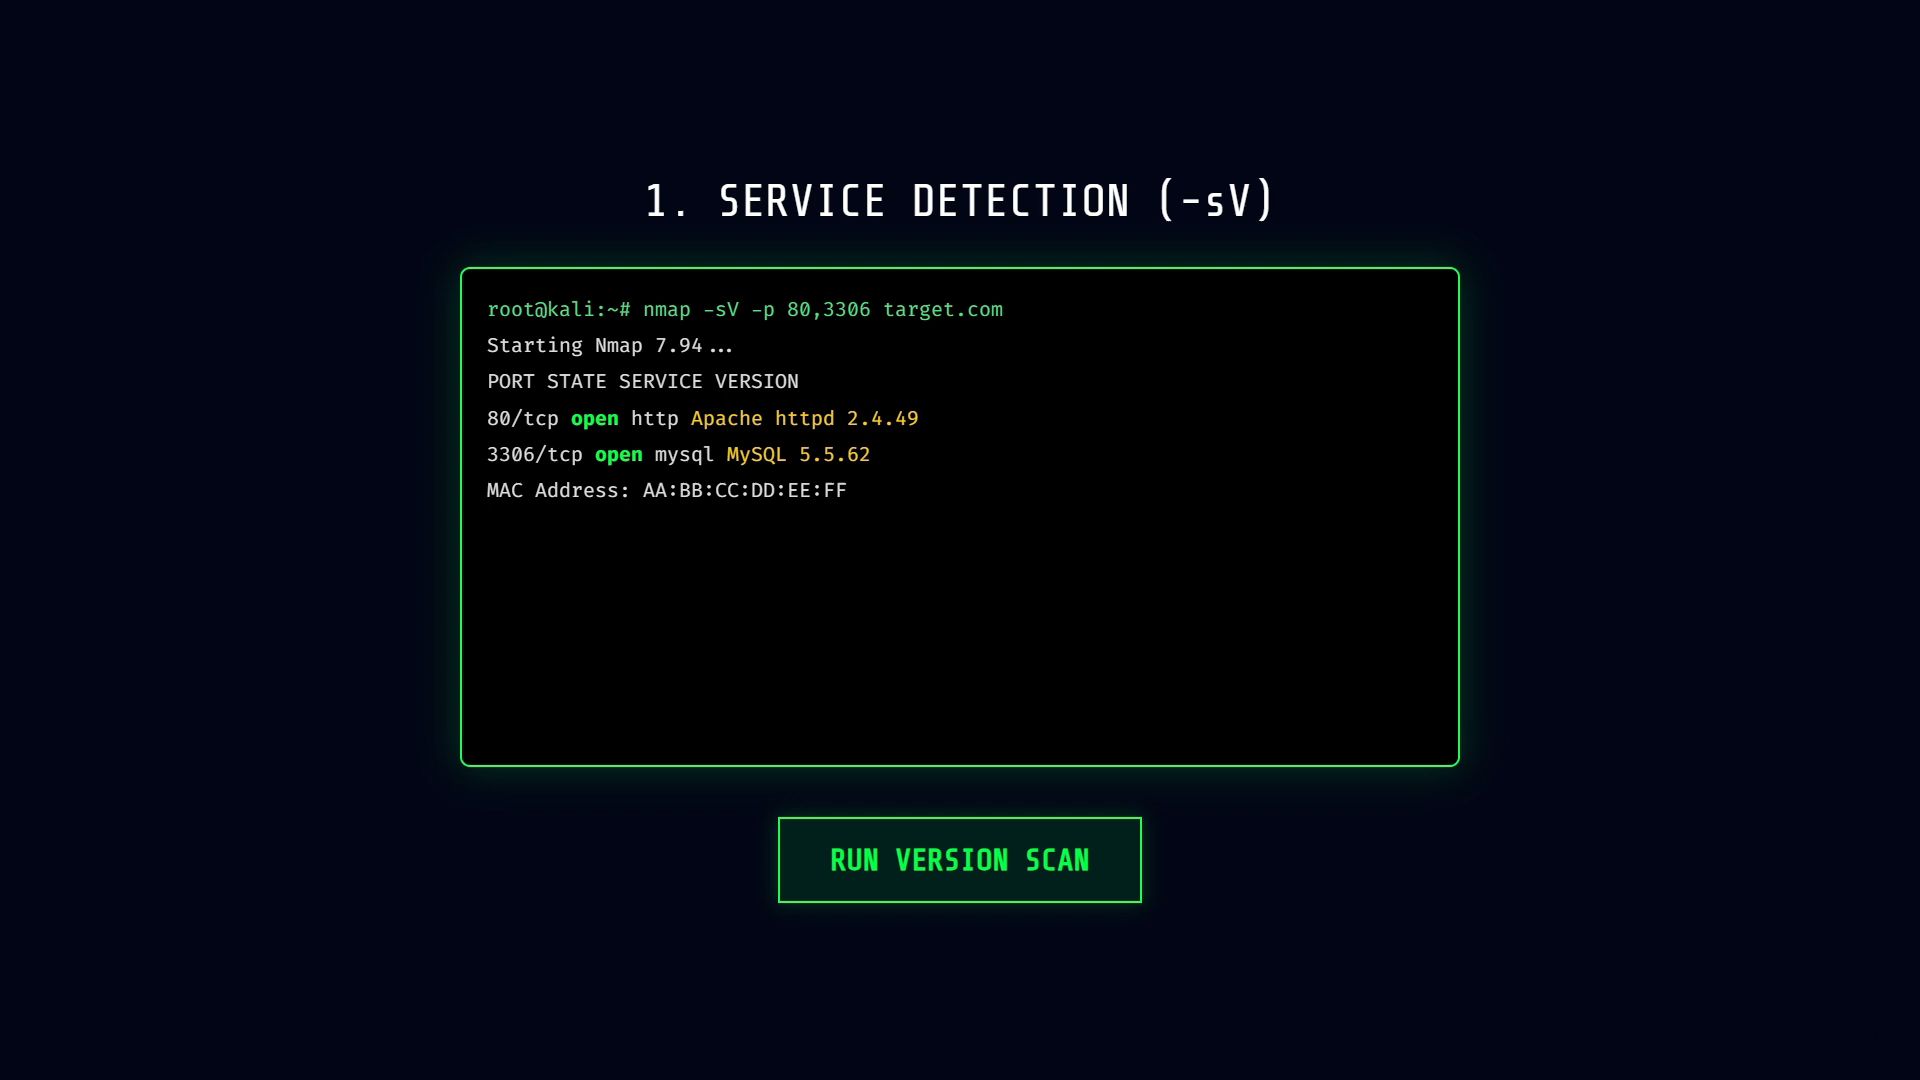 1. SERVICE DETECTION (-sV)
root@kali:~# nmap -sV -p 80,3306 target.com
Starting Nmap 7.94...
PORT STATE SERVICE VERSION
80/tcp open http Apache httpd 2.4.49
3306/tcp open mysql MySQL 5.5.62
MAC Address: AA:BB:CC:DD:EE:FF
RUN VERSION SCAN